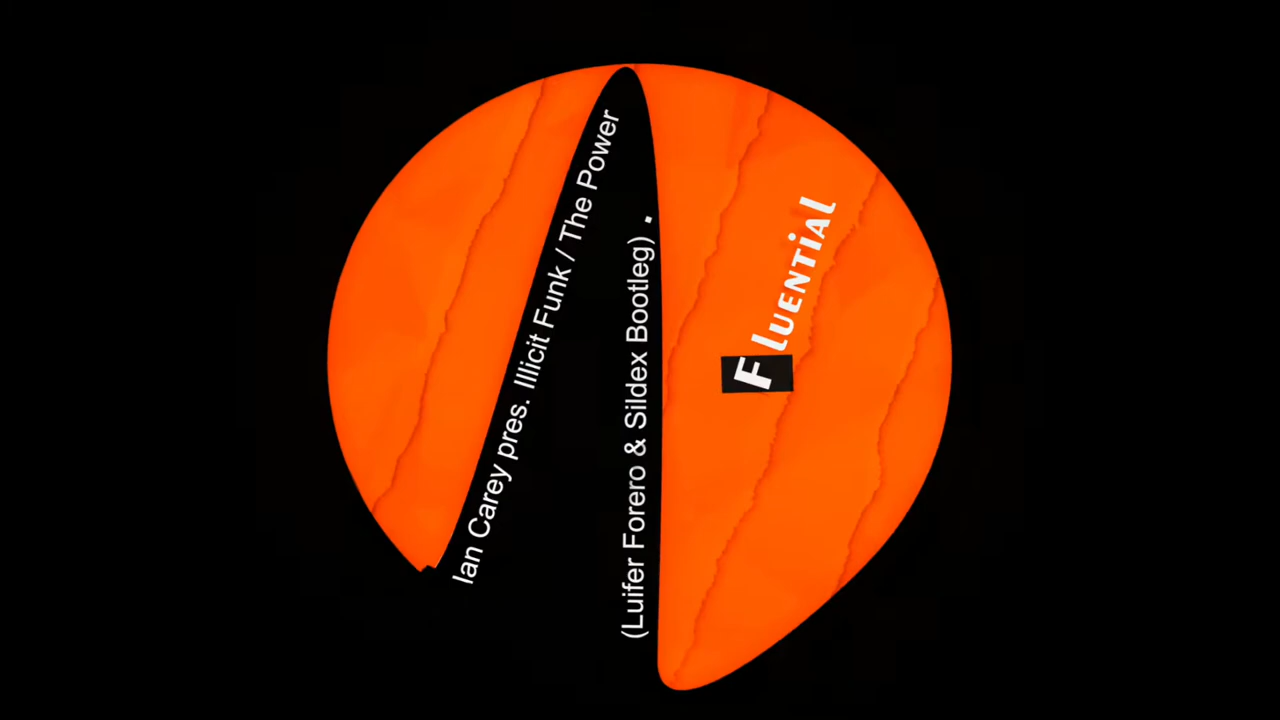 Ian Carey pres. Illicit Funk / The Power
(Luifer Forero & Sildex Bootleg) .
FluENTiAl